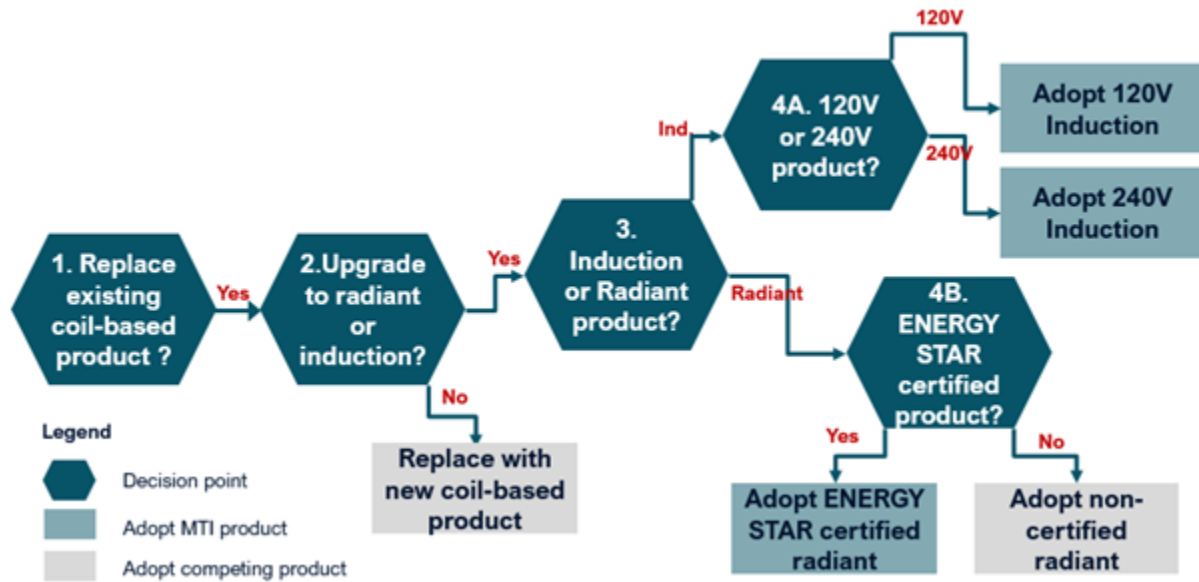 120V
4A. 120V
or 240V
product?
Adopt 120V
Induction
Ind.
240V
Adopt 240V
Induction
1. Replace
existing
coil-based
product ?
Yes
2.Upgrade
to radiant
or
induction?
Yes
3.
Induction
or Radiant
product?
Radiant
4B.
ENERGY
STAR
certified
product?
No
Replace with
new coil-based
product
Yes
No
Adopt ENERGY
STAR certified
radiant
Adopt non-
certified
radiant
Legend
Decision point
Adopt MTI product
Adopt competing product